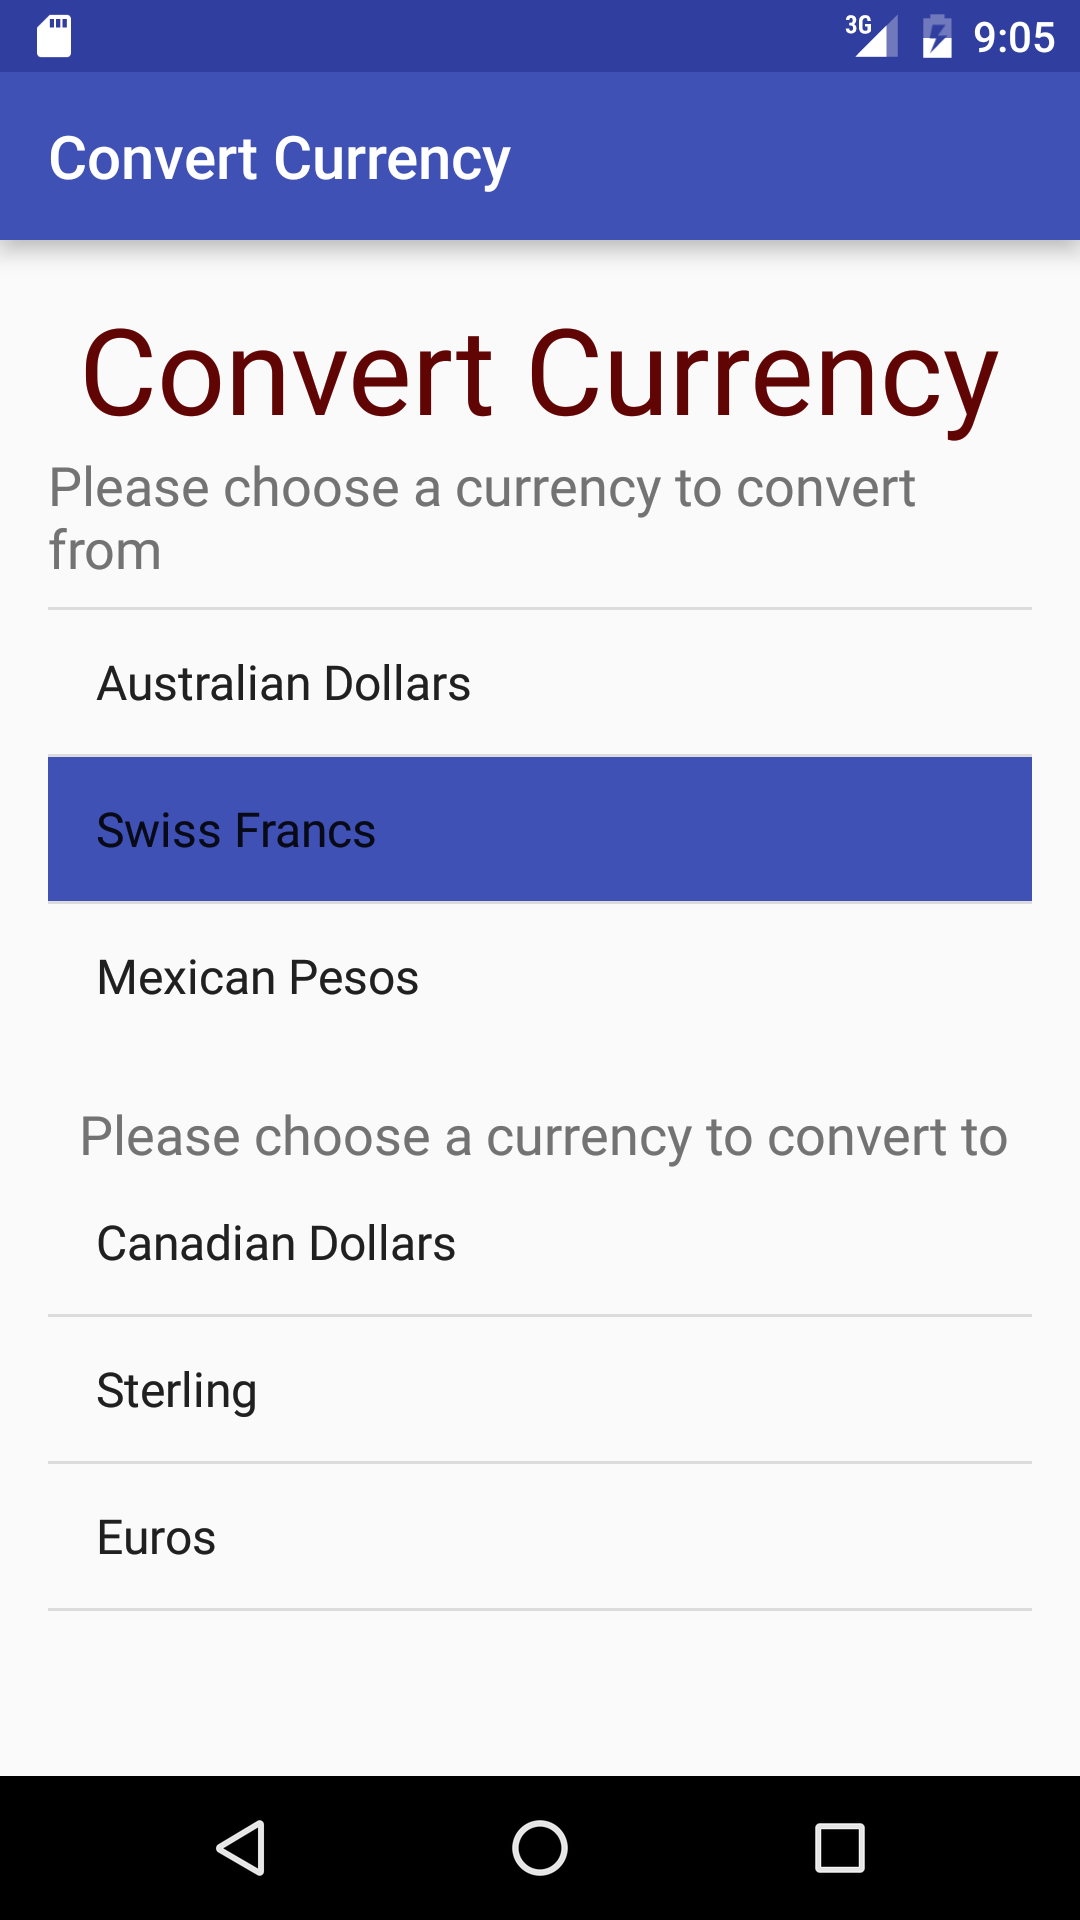 3G 9:05
Convert Currency
Convert Currency
Please choose a currency to convert
from
Australian Dollars
Swiss Francs
Mexican Pesos
Please choose a currency to convert to
Canadian Dollars
Sterling
Euros